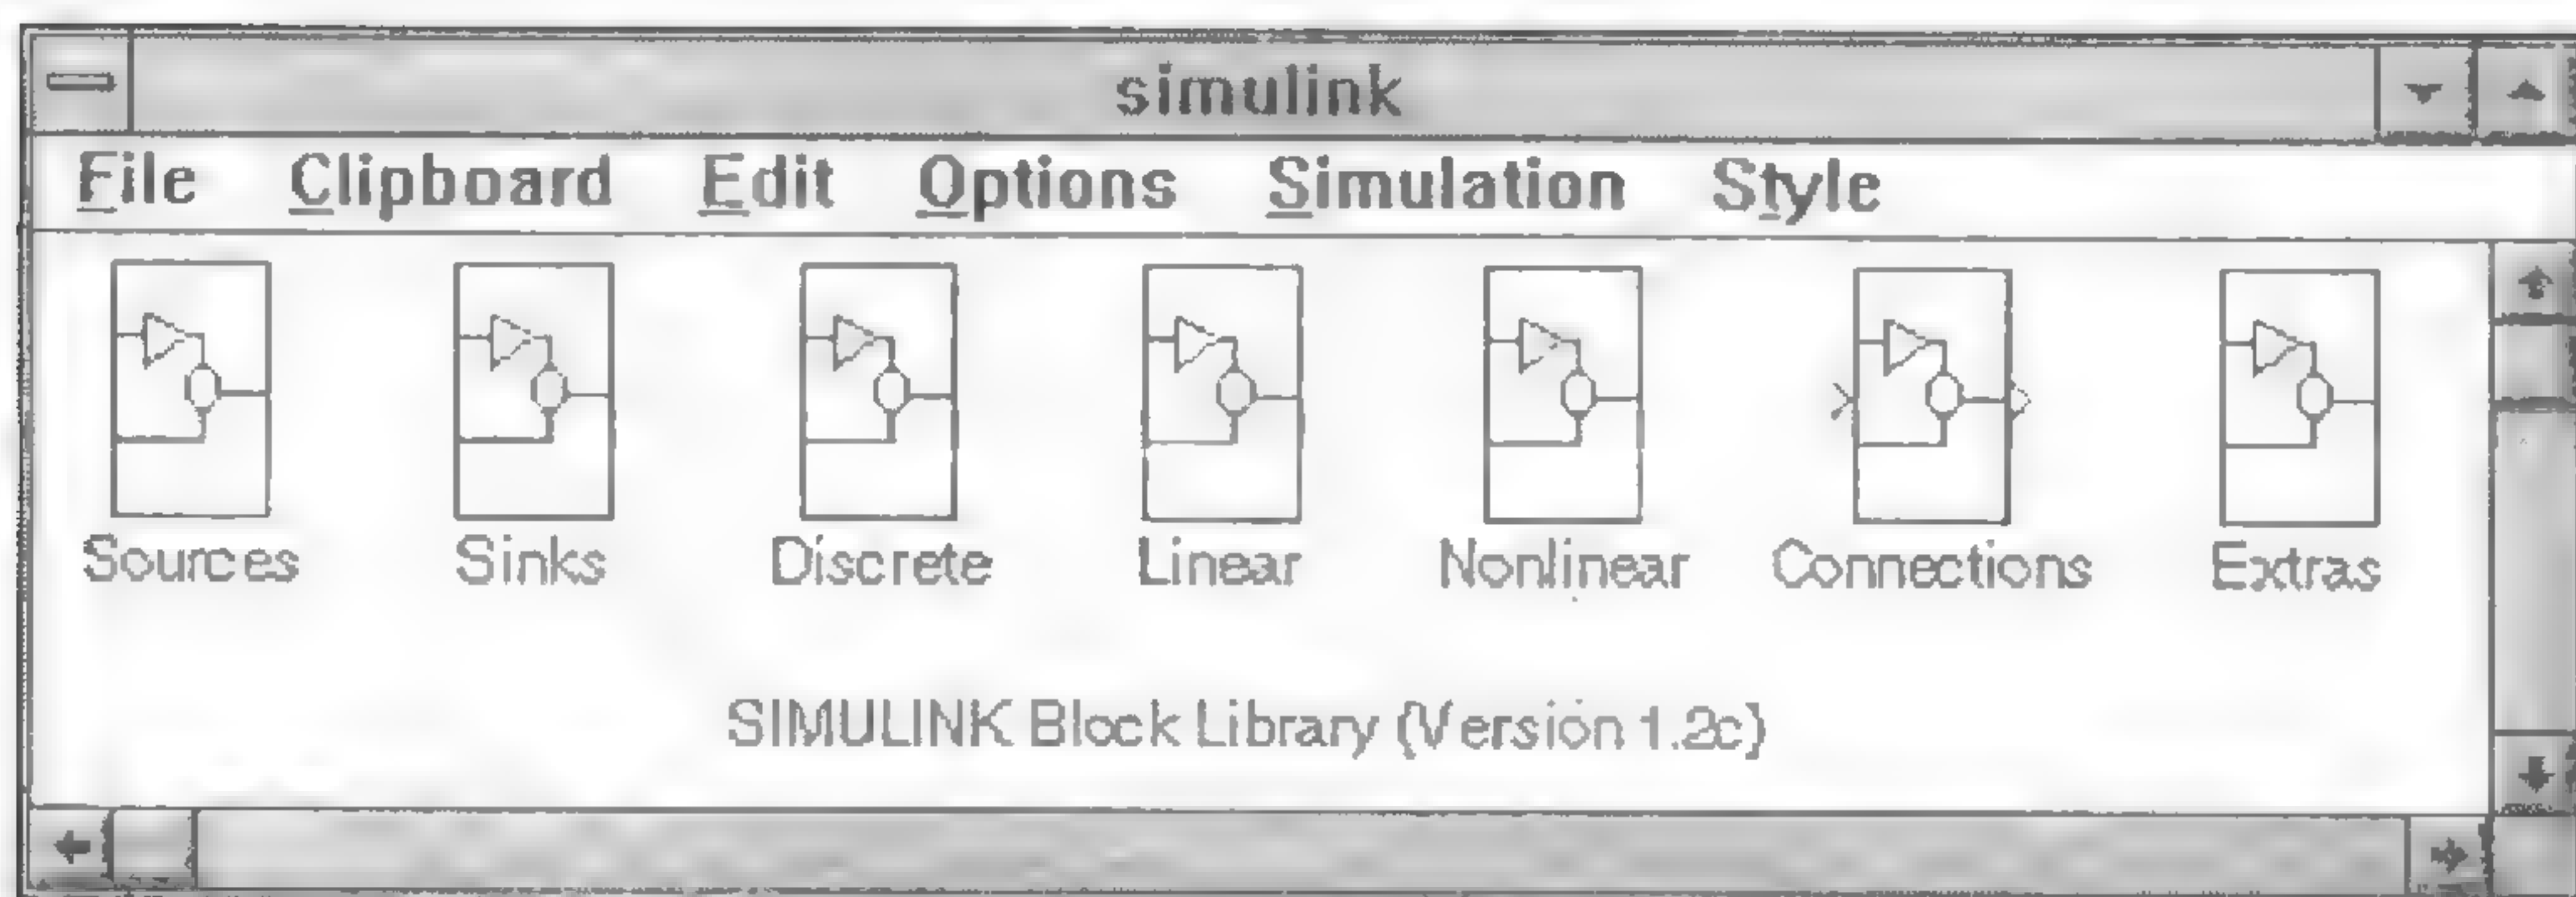 simulink
File Clipboard Edit Options Simulation Style
Sources Sinks Discrete Linear Nonlinear Connections Extras
SIMULINK Block Library (Version 1.2c)